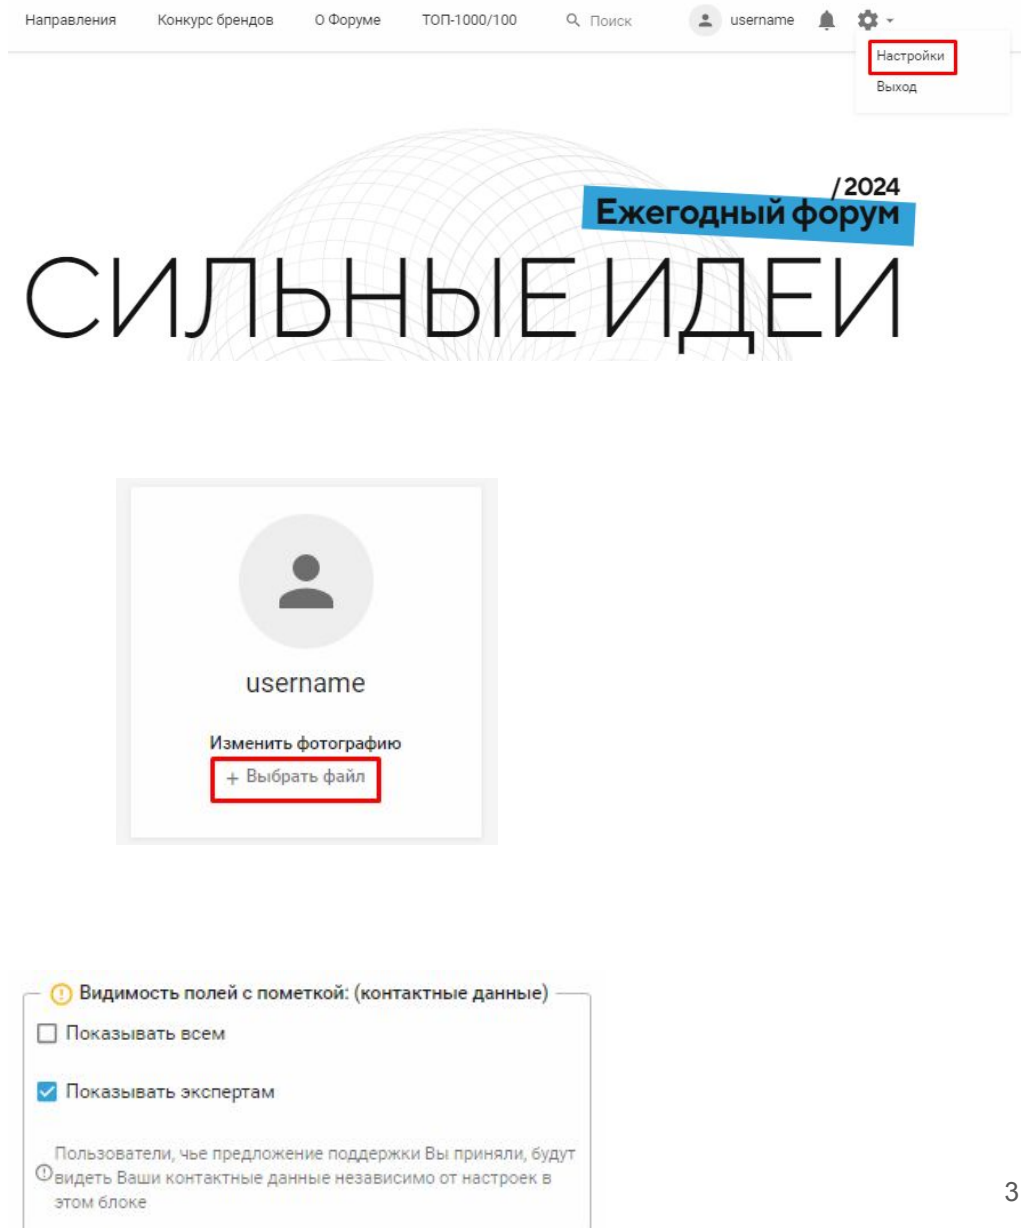 Направления Конкурс брендов О Форуме ТОП-1000/100 Поиск username
Настройки
Выход
/ 2024
Ежегодный форум
СИЛЬНЫЕ ИДЕИ
username
Изменить фотографию
+ Выбрать файл
Видимость полей с пометкой: (контактные данные)
Показывать всем
Показывать экспертам
Пользователи, чье предложение поддержки Вы приняли, будут
видеть Ваши контактные данные независимо от настроек в
этом блоке
3